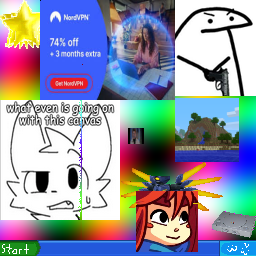 NordVPN
74% off
+ 3 months extra
Get NordVPN
what even is going on
with this canvas
Start